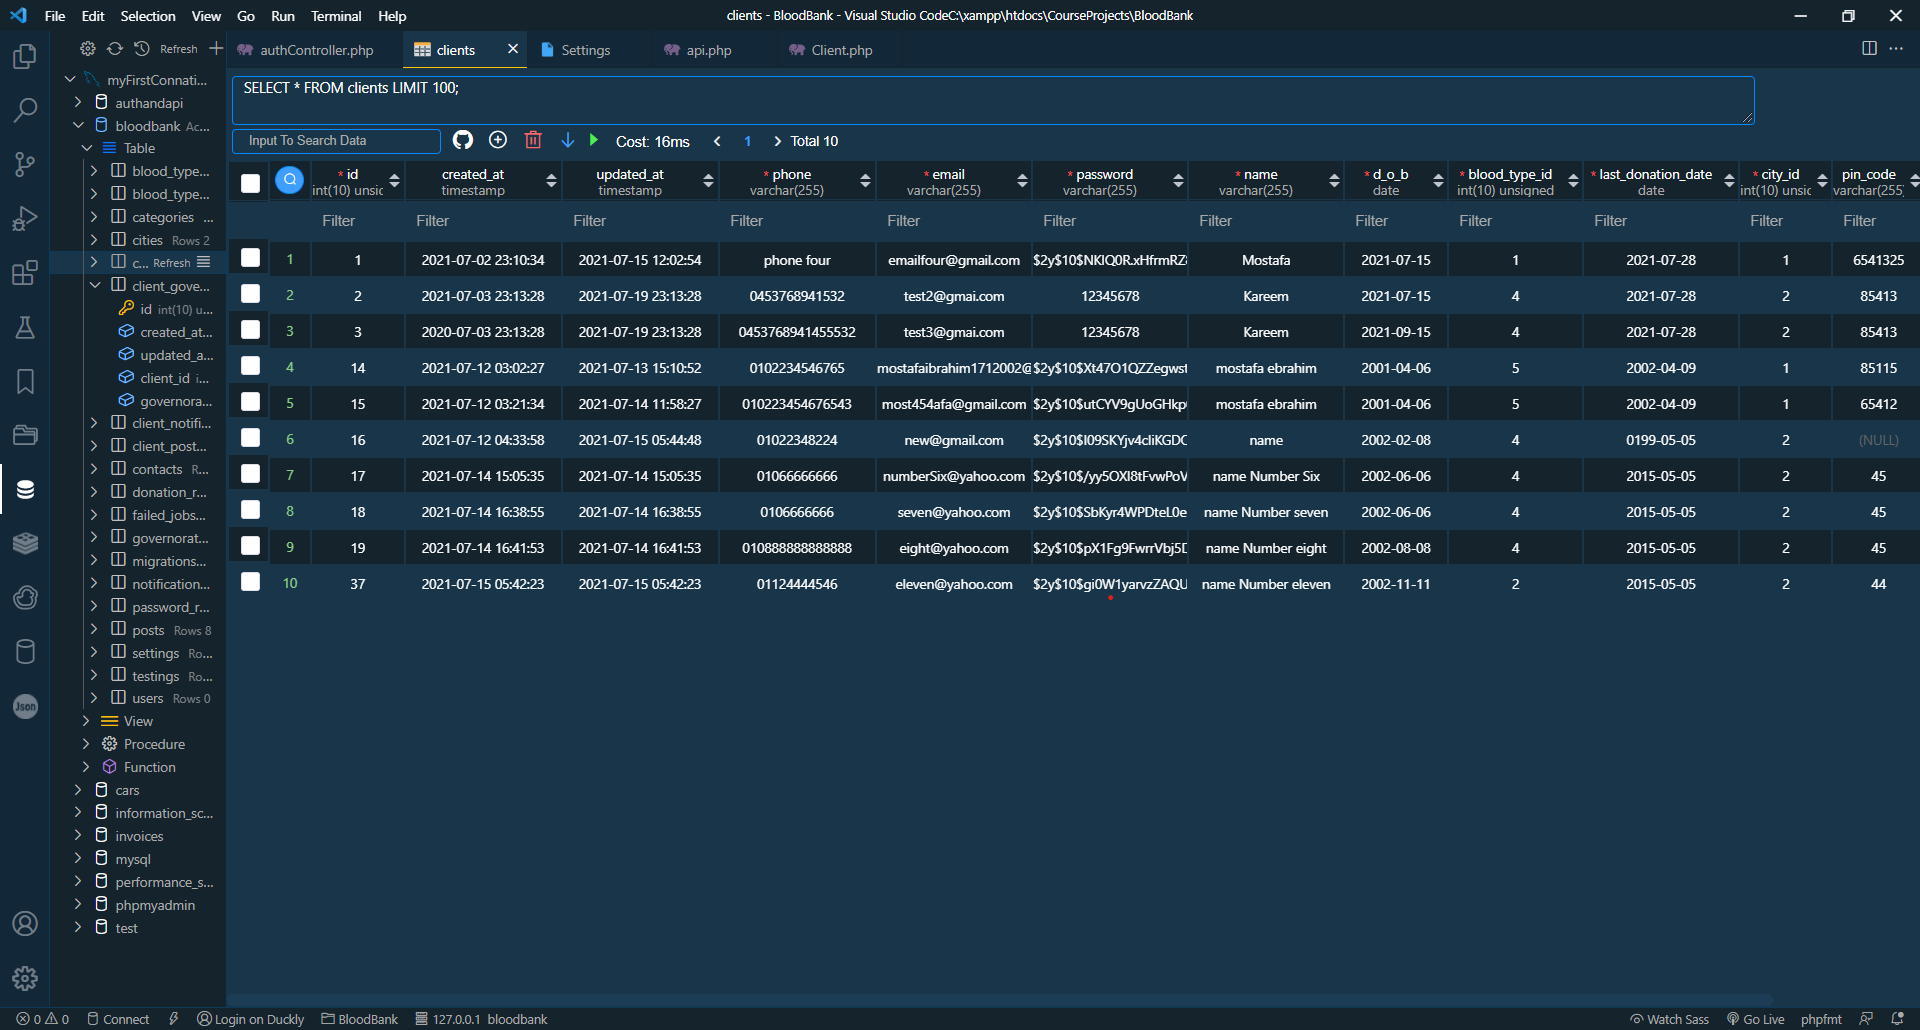 File Edit Selection View Go Run Terminal Help
clients - BloodBank - Visual Studio CodeC:\xampp\htdocs\CourseProjects\BloodBank
Refresh
authController.php clients Settings api.php Client.php
myFirstConnati...
authandapi
bloodbank Ac...
Table
blood_type...
blood_type...
categories ...
cities Rows 2
c... Refresh
client_gove...
id int(10) u...
created_at...
updated_a...
client_id i...
governora...
client_notifi...
client_post...
contacts R...
donation_r...
failed_jobs...
governorat...
migrations...
notification...
password_r...
posts Rows 8
settings Ro...
testings Ro...
users Rows 0
View
Procedure
Function
cars
information_sc...
invoices
mysql
performance_s...
phpmyadmin
test
Json
SELECT * FROM clients LIMIT 100;
Input To Search Data Cost: 16ms 1 Total 10
* id created_at updated_at * phone * email * password * name * d_o_b * blood_type_id * last_donation_date * city_id pin_code
int(10) unsig timestamp timestamp varchar(255) varchar(255) varchar(255) varchar(255) date int(10) unsigned date int(10) unsig varchar(255)
Filter Filter Filter Filter Filter Filter Filter Filter Filter Filter Filter Filter
1 1 2021-07-02 23:10:34 2021-07-15 12:02:54 phone four emailfour@gmail.com $2y$10$NKIQ0R.xHfrmRZ Mostafa 2021-07-15 1 2021-07-28 1 6541325
2 2 2021-07-03 23:13:28 2021-07-19 23:13:28 0453768941532 test2@gmai.com 12345678 Kareem 2021-07-15 4 2021-07-28 2 85413
3 3 2020-07-03 23:13:28 2021-07-19 23:13:28 0453768941455532 test3@gmai.com 12345678 Kareem 2021-09-15 4 2021-07-28 2 85413
4 14 2021-07-12 03:02:27 2021-07-13 15:10:52 0102234546765 mostafaibrahim1712002@ $2y$10$Xt47O1QZZegwst mostafa ebrahim 2001-04-06 5 2002-04-09 1 85115
5 15 2021-07-12 03:21:34 2021-07-14 11:58:27 010223454676543 most454afa@gmail.com $2y$10$utCYV9gUoGHkp mostafa ebrahim 2001-04-06 5 2002-04-09 1 65412
6 16 2021-07-12 04:33:58 2021-07-15 05:44:48 01022348224 new@gmail.com $2y$10$I09SKYjv4cIiKGDC name 2002-02-08 4 0199-05-05 2 (NULL)
7 17 2021-07-14 15:05:35 2021-07-14 15:05:35 01066666666 numberSix@yahoo.com $2y$10$/yy5OXI8tFvwPoV name Number Six 2002-06-06 4 2015-05-05 2 45
8 18 2021-07-14 16:38:55 2021-07-14 16:38:55 0106666666 seven@yahoo.com $2y$10$SbKyr4WPDteL0e name Number seven 2002-06-06 4 2015-05-05 2 45
9 19 2021-07-14 16:41:53 2021-07-14 16:41:53 010888888888888 eight@yahoo.com $2y$10$pX1Fg9FwrrVbj5D name Number eight 2002-08-08 4 2015-05-05 2 45
10 37 2021-07-15 05:42:23 2021-07-15 05:42:23 01124444546 eleven@yahoo.com $2y$10$gi0W1yarvzZAQU name Number eleven 2002-11-11 2 2015-05-05 2 44
0 0 Connect Login on Duckly BloodBank 127.0.0.1 bloodbank Watch Sass Go Live phpfmt